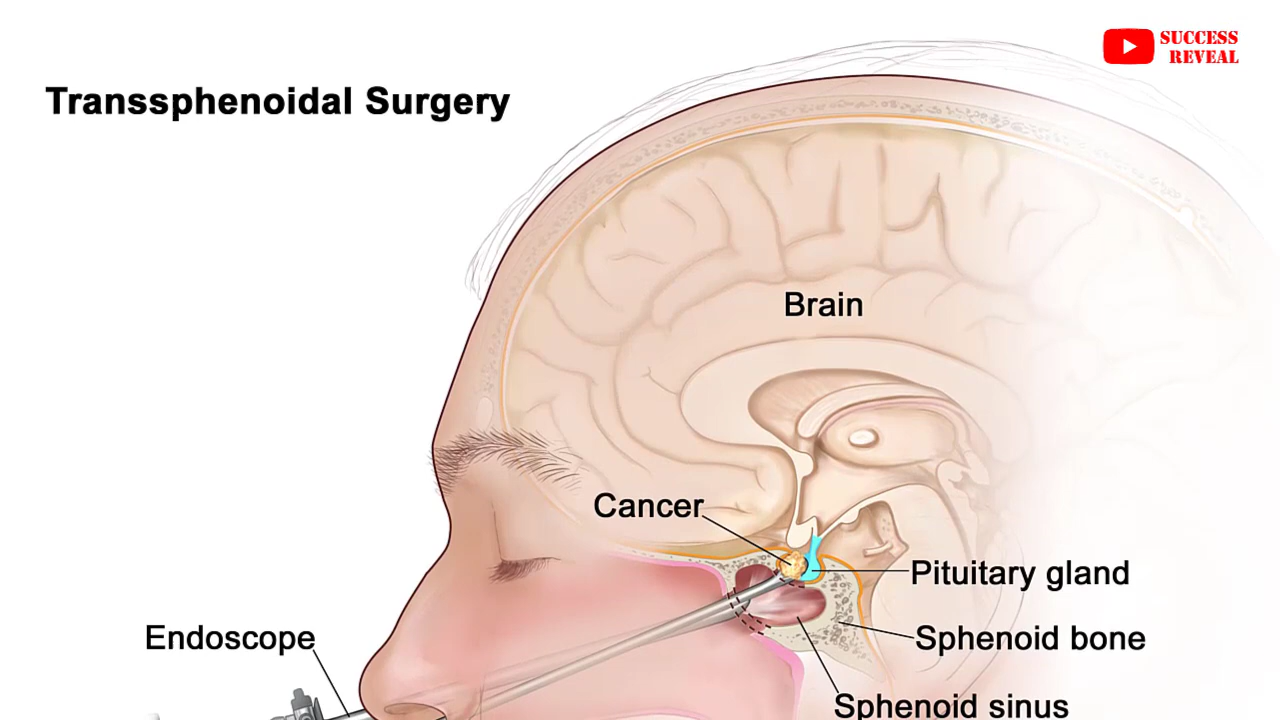 SUCCESS
REVEAL
Transsphenoidal Surgery
Brain
Cancer
Pituitary gland
Endoscope
Sphenoid bone
Sphenoid sinus